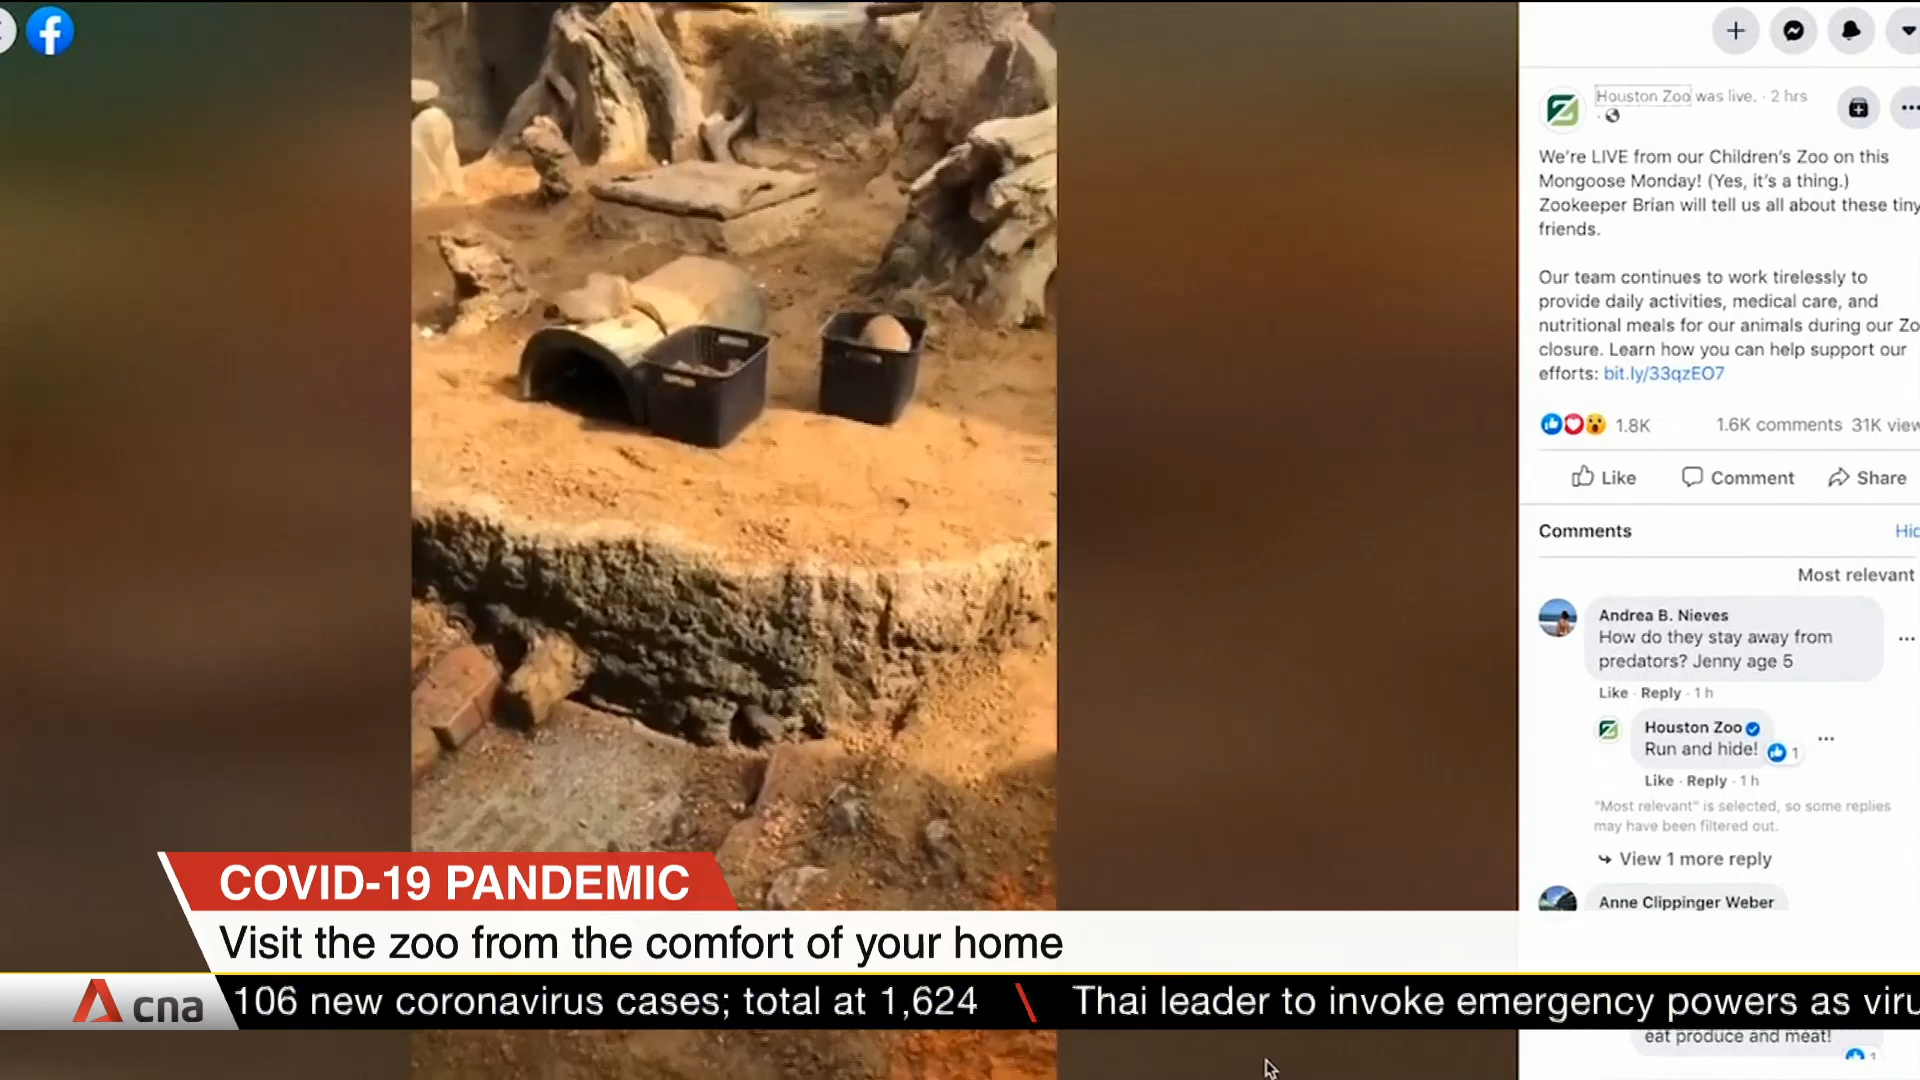 Houston Zoo was live. · 2 hrs
We're LIVE from our Children's Zoo on this
Mongoose Monday! (Yes, it's a thing.)
Zookeeper Brian will tell us all about these tiny
friends.
Our team continues to work tirelessly to
provide daily activities, medical care, and
nutritional meals for our animals during our Zo
closure. Learn how you can help support our
efforts: bit.ly/33qzEO7
1.8K 1.6K comments 31K view
Like Comment Share
Comments Hid
Most relevant
Andrea B. Nieves
How do they stay away from
predators? Jenny age 5
Like · Reply · 1 h
Houston Zoo
Run and hide! 1
Like · Reply · 1 h
"Most relevant" is selected, so some replies
may have been filtered out.
View 1 more reply
Anne Clippinger Weber
COVID-19 PANDEMIC
Visit the zoo from the comfort of your home
cna 106 new coronavirus cases; total at 1,624 \ Thai leader to invoke emergency powers as viru
eat produce and meat!
1